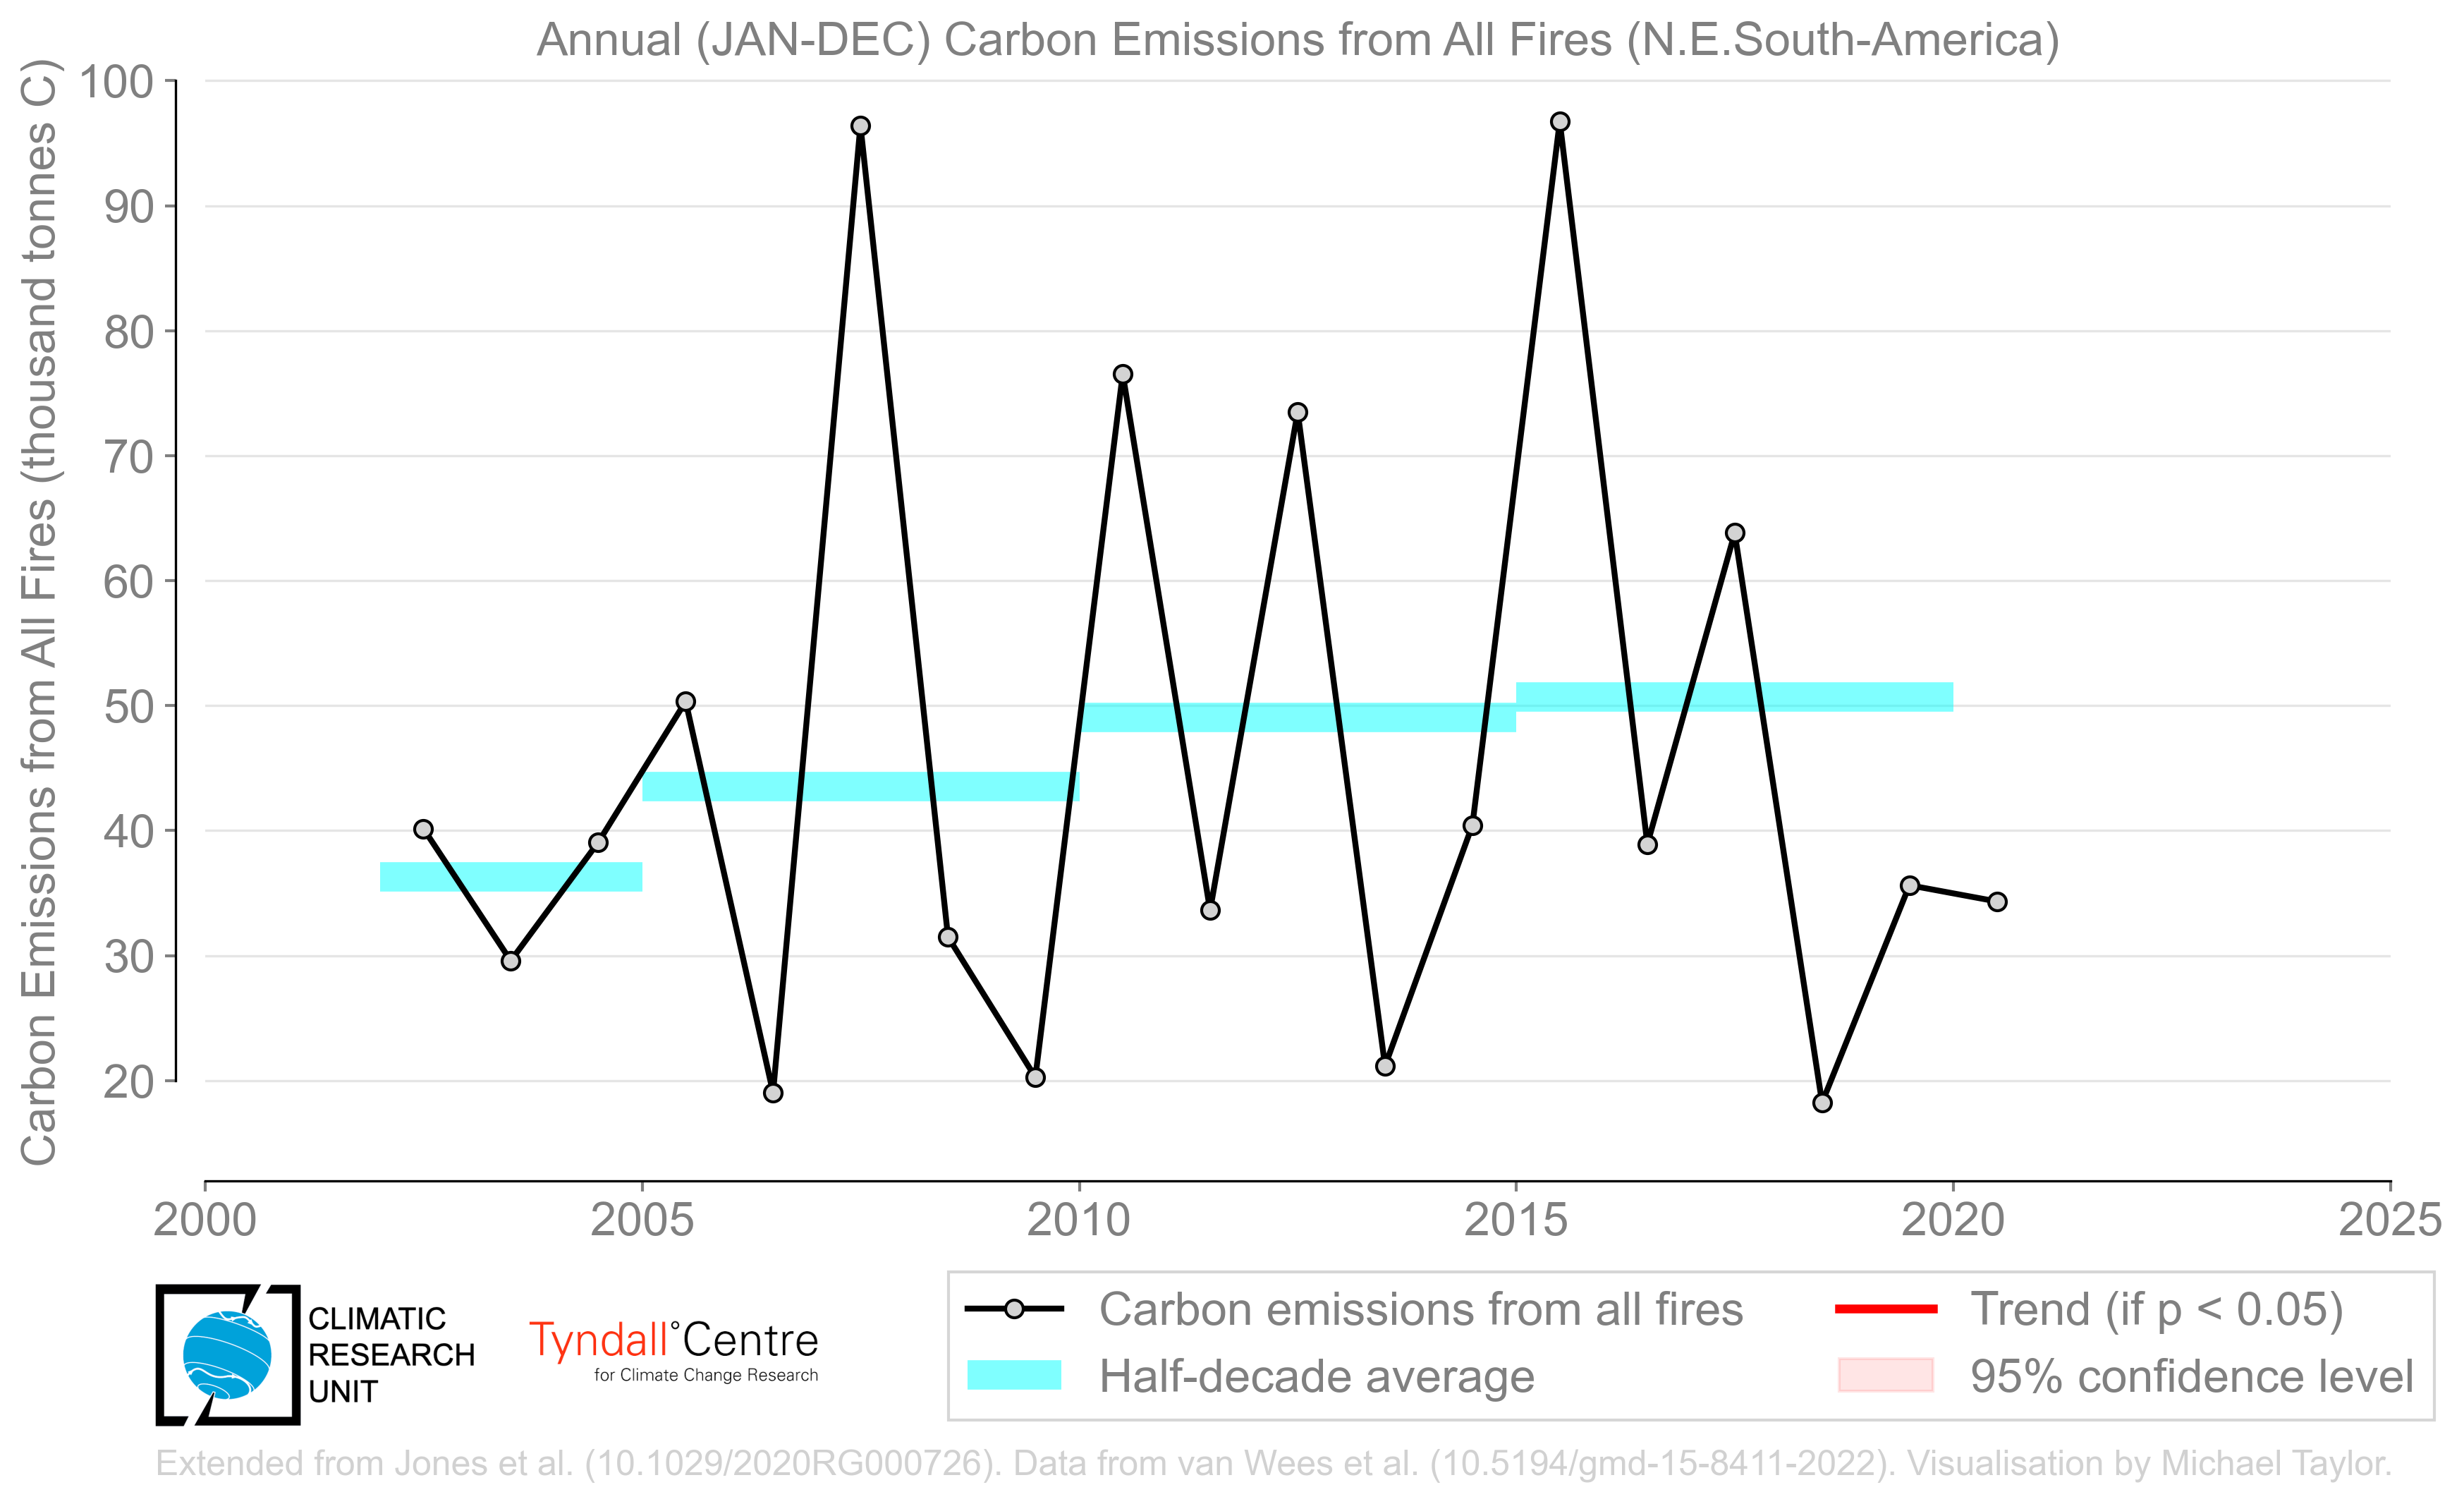 Annual (JAN-DEC) Carbon Emissions from All Fires (N.E.South-America)
Carbon Emissions from All Fires (thousand tonnes C)
100
90
80
70
60
50
40
30
20
2000 2005 2010 2015 2020 2025
CLIMATIC
RESEARCH
UNIT
Tyndall°Centre
for Climate Change Research
Carbon emissions from all fires
Half-decade average
Trend (if p < 0.05)
95% confidence level
Extended from Jones et al. (10.1029/2020RG000726). Data from van Wees et al. (10.5194/gmd-15-8411-2022). Visualisation by Michael Taylor.